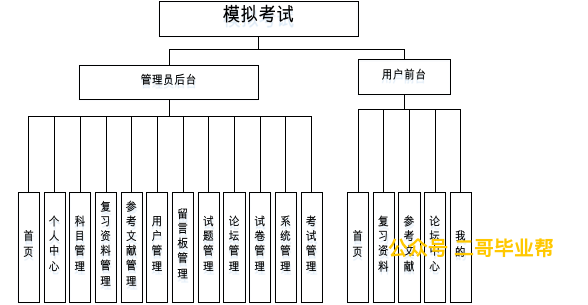 模拟考试
管理员后台
用户前台
首页
个人中心
科目管理
复习资料管理
参考文献管理
用户管理
留言板管理
试题管理
论坛管理
试卷管理
系统管理
考试管理
首页
复习资料
参考文献
论坛中心
我的
公众号 二哥毕业帮